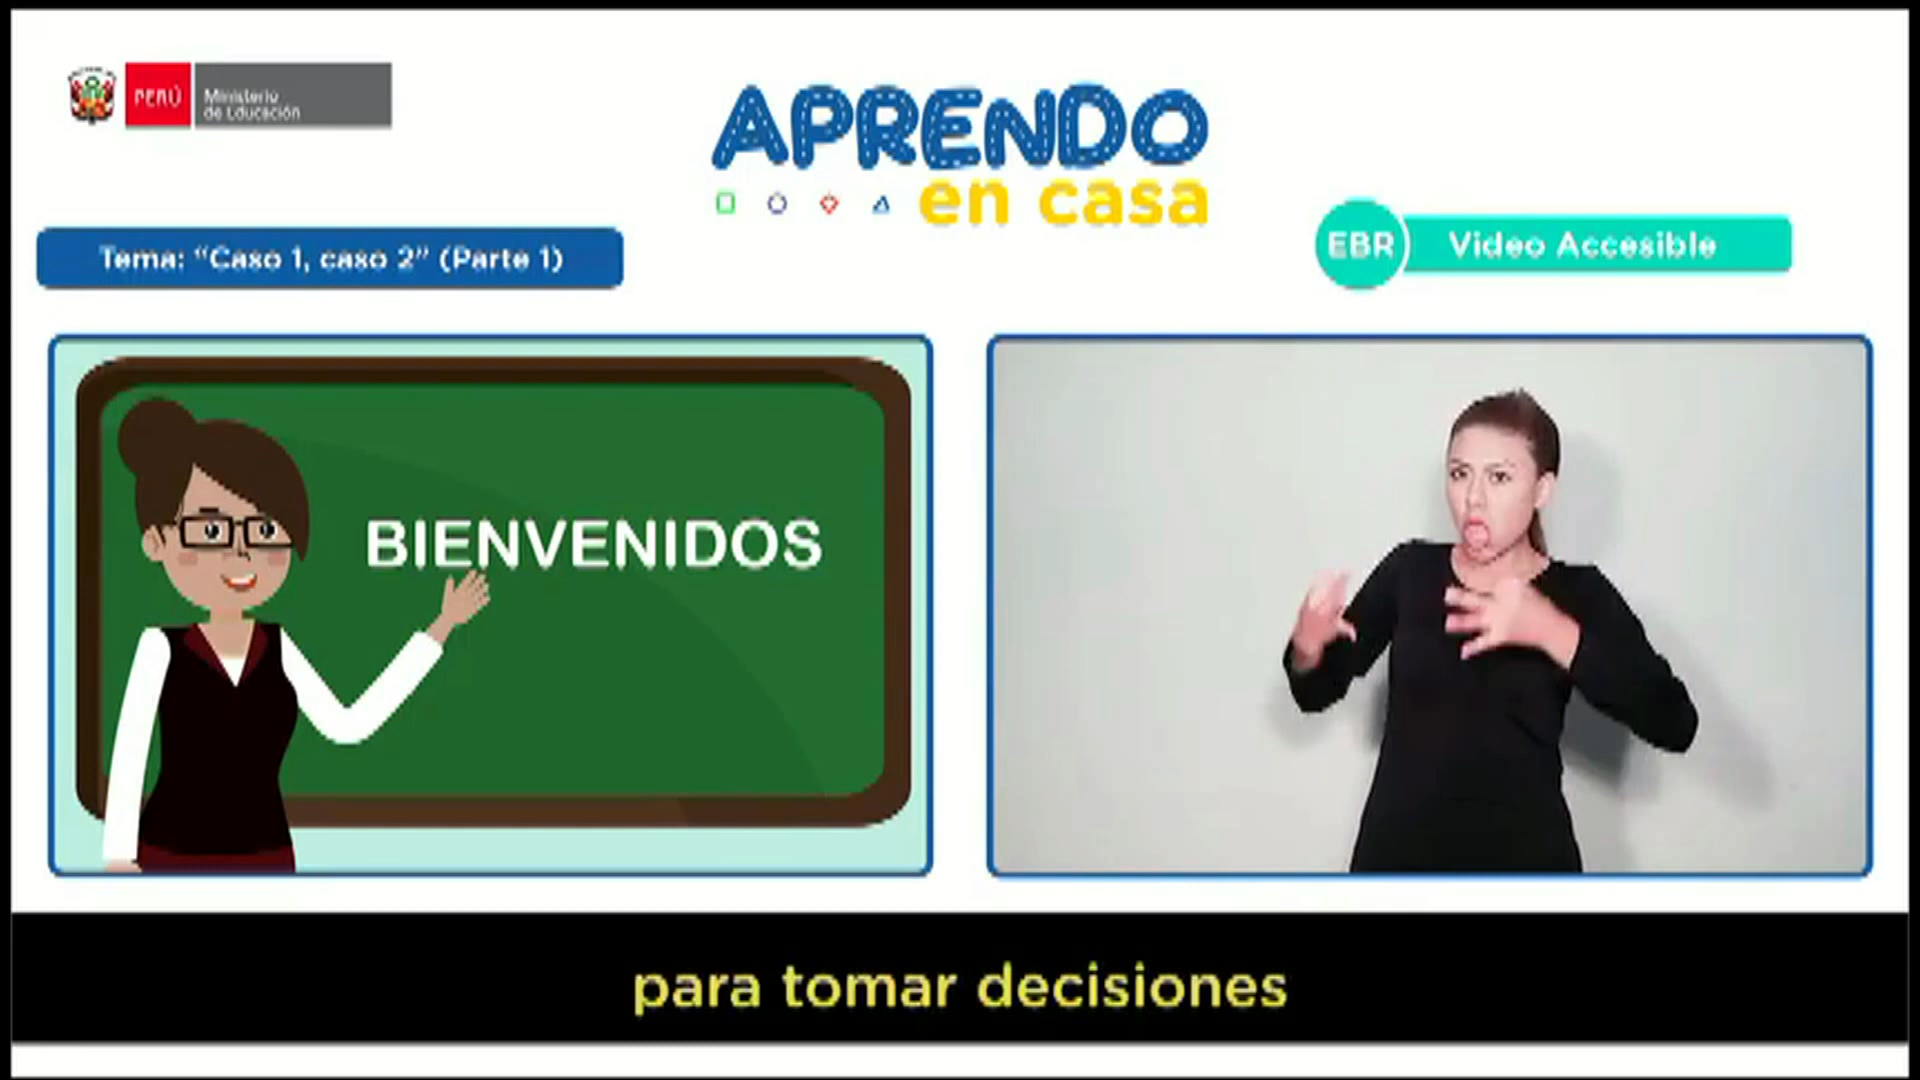 PERÚ
Ministerio
de Educación
APRENDO
en casa
Tema: “Caso 1, caso 2” (Parte 1)
EBR
Video Accesible
BIENVENIDOS
para tomar decisiones